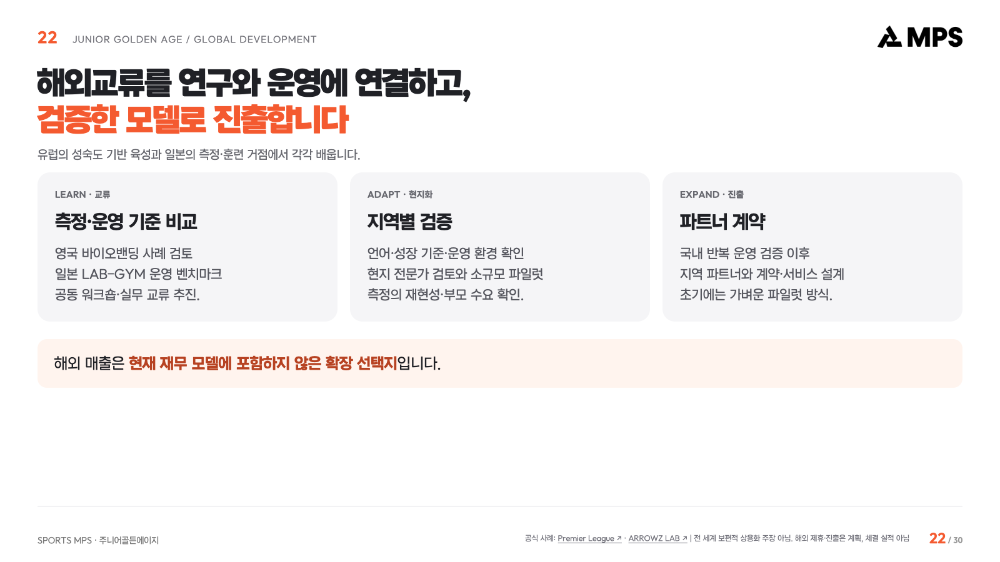 22 JUNIOR GOLDEN AGE / GLOBAL DEVELOPMENT
MPS
해외교류를 연구와 운영에 연결하고,
검증한 모델로 진출합니다
유럽의 성숙도 기반 육성과 일본의 측정·훈련 거점에서 각각 배웁니다.
LEARN · 교류
측정·운영 기준 비교
영국 바이오밴딩 사례 검토
일본 LAB–GYM 운영 벤치마크
공동 워크숍·실무 교류 추진.
ADAPT · 현지화
지역별 검증
언어·성장 기준·운영 환경 확인
현지 전문가 검토와 소규모 파일럿
측정의 재현성·부모 수요 확인.
EXPAND · 진출
파트너 계약
국내 반복 운영 검증 이후
지역 파트너와 계약·서비스 설계
초기에는 가벼운 파일럿 방식.
해외 매출은 현재 재무 모델에 포함하지 않은 확장 선택지입니다.
SPORTS MPS · 주니어골든에이지
공식 사례: Premier League ↗ · ARROWZ LAB ↗ | 전 세계 보편적 상용화 주장 아님. 해외 제휴·진출은 계획, 체결 실적 아님
22 / 30